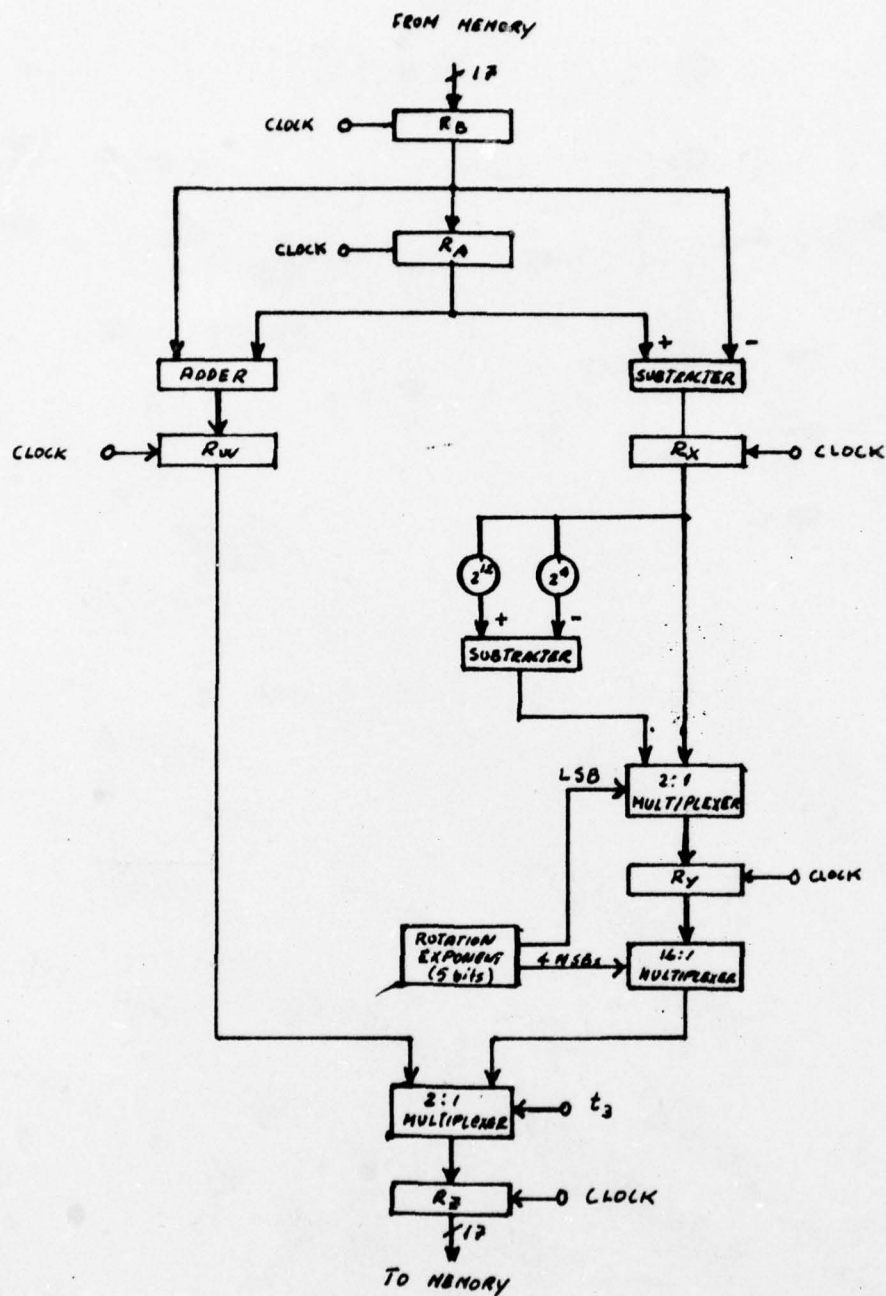 FROM MEMORY
17
CLOCK
RB
CLOCK
RA
+
-
ADDER
SUBTRACTER
CLOCK
RW
RX
CLOCK
2^12
2^4
+
-
SUBTRACTER
LSB
2:1
MULTIPLEXER
RY
CLOCK
ROTATION
EXPONENT
(5 bits)
4 MSBs
16:1
MULTIPLEXER
2:1
MULTIPLEXER
t3
RZ
CLOCK
17
TO MEMORY